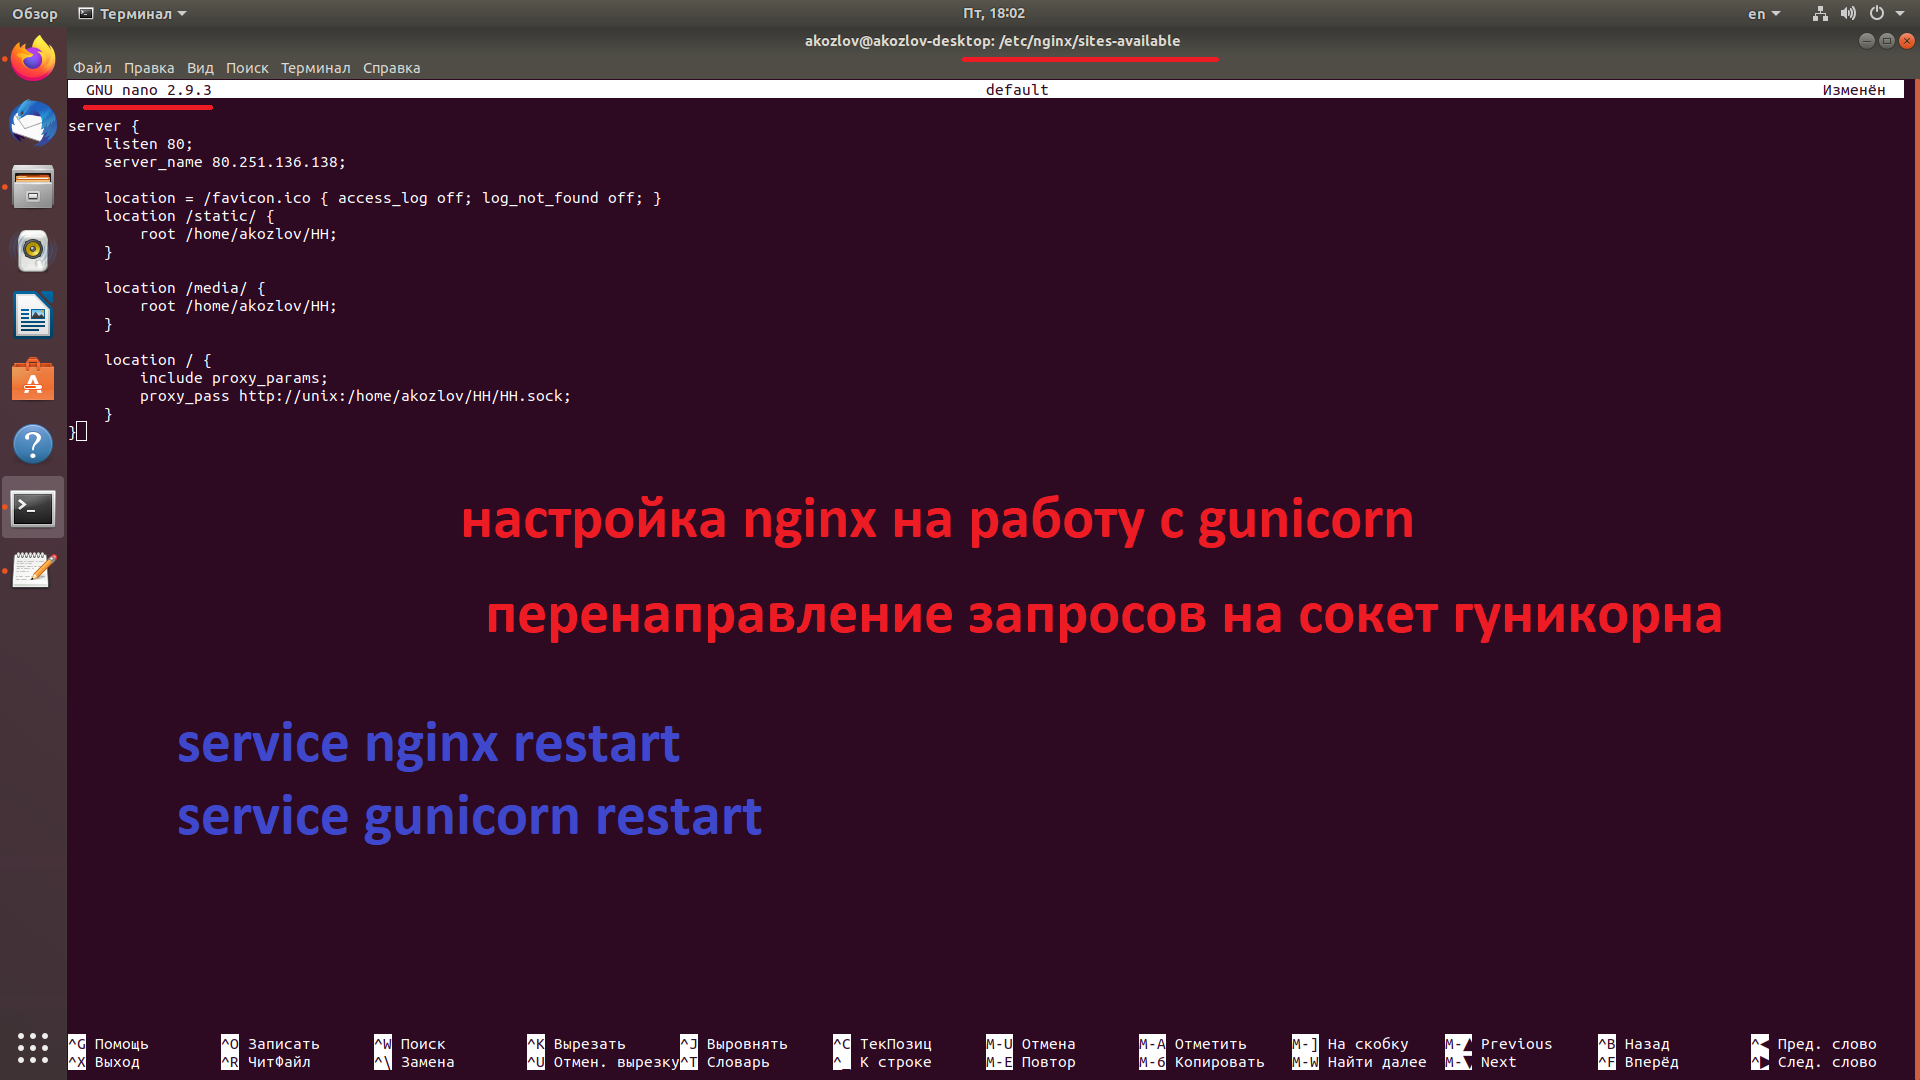 Обзор Терминал Пт, 18:02 en
akozlov@akozlov-desktop: /etc/nginx/sites-available
Файл Правка Вид Поиск Терминал Справка
GNU nano 2.9.3 default Изменён
server {
listen 80;
server_name 80.251.136.138;
location = /favicon.ico { access_log off; log_not_found off; }
location /static/ {
root /home/akozlov/HH;
}
location /media/ {
root /home/akozlov/HH;
}
location / {
include proxy_params;
proxy_pass http://unix:/home/akozlov/HH/HH.sock;
}
}
настройка nginx на работу с gunicorn
перенаправление запросов на сокет гуникорна
service nginx restart
service gunicorn restart
^G Помощь ^O Записать ^W Поиск ^K Вырезать ^J Выровнять ^C ТекПозиц M-U Отмена M-A Отметить M-] На скобку M-▲ Previous ^B Назад ^◀ Пред. слово
^X Выход ^R ЧитФайл ^\ Замена ^U Отмен. вырезку ^T Словарь ^_ К строке M-E Повтор M-6 Копировать M-W Найти далее M-▼ Next ^F Вперёд ^▶ След. слово